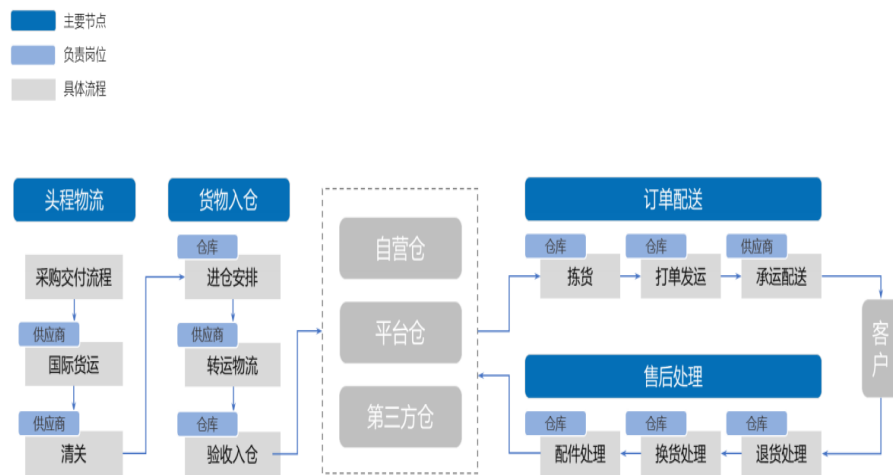 主要节点
负责岗位
具体流程
头程物流
采购交付流程
供应商
国际货运
供应商
清关
货物入仓
仓库
进仓安排
供应商
转运物流
仓库
验收入仓
自营仓
平台仓
第三方仓
订单配送
仓库
拣货
仓库
打单发运
供应商
承运配送
客户
售后处理
仓库
配件处理
仓库
换货处理
仓库
退货处理